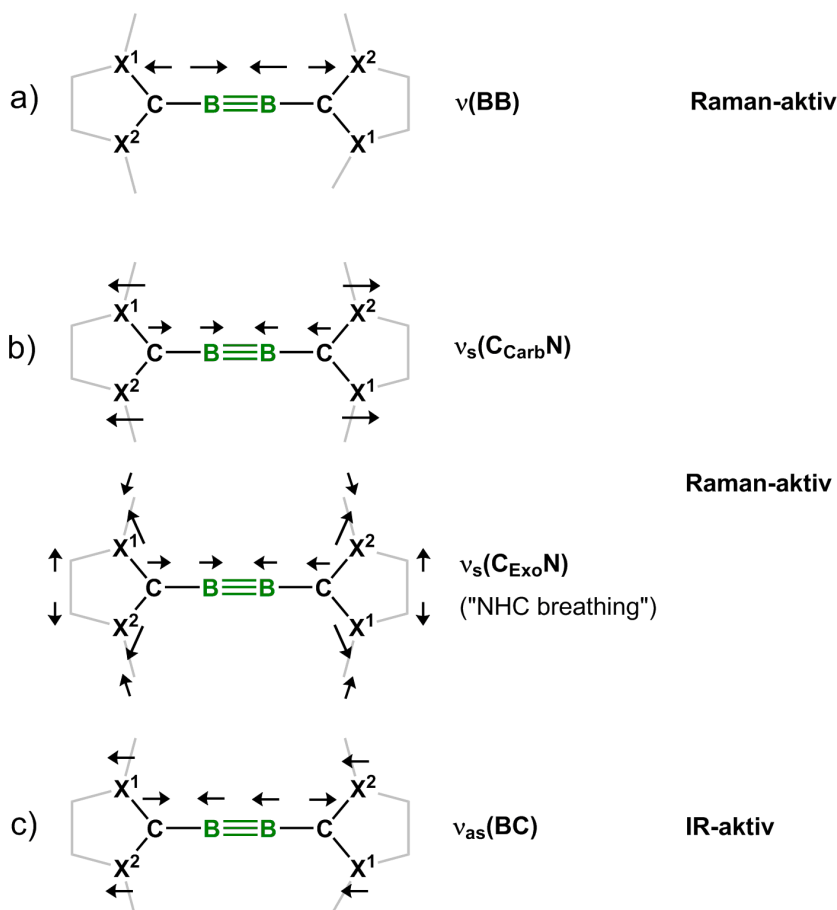 X1 X2
a) C B B C ν(BB) Raman-aktiv
X2 X1
X1 X2
b) C B B C νs(CCarbN)
X2 X1
Raman-aktiv
X1 X2
C B B C νs(CExoN)
X2 X1 ("NHC breathing")
X1 X2
c) C B B C νas(BC) IR-aktiv
X2 X1